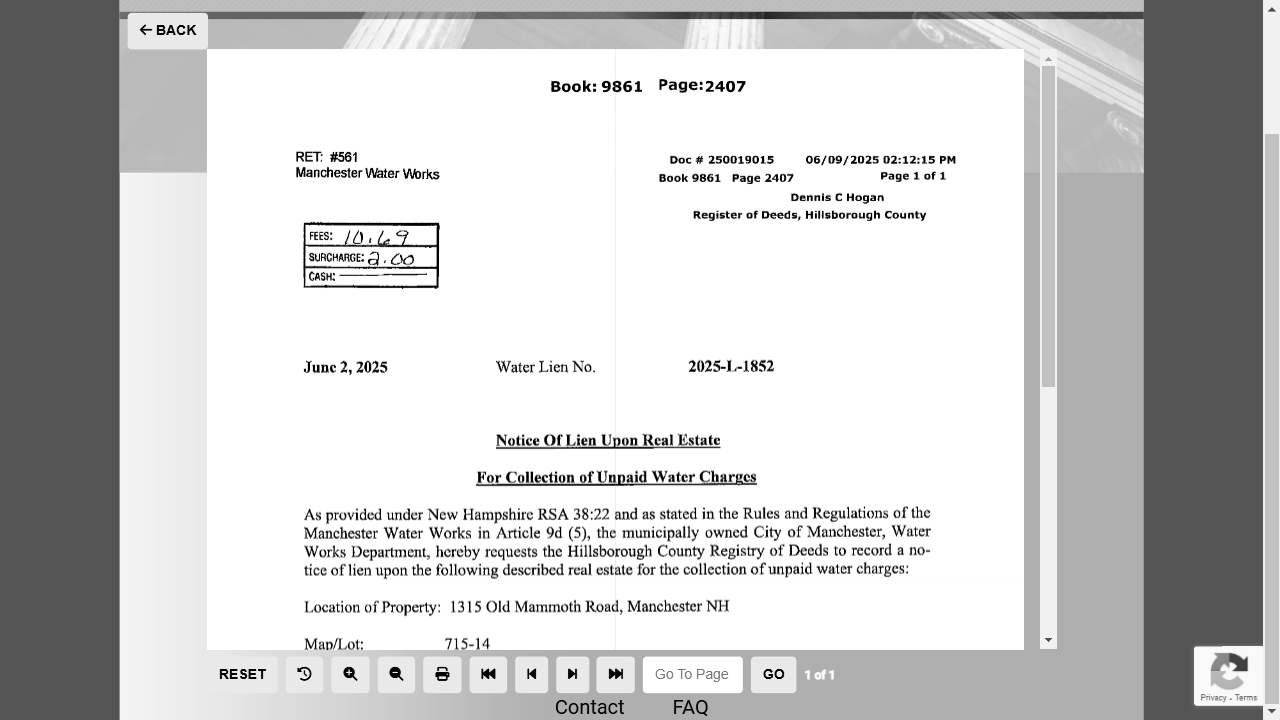 BACK
Book: 9861 Page:2407
RET: #561
Manchester Water Works
Doc # 250019015 06/09/2025 02:12:15 PM
Book 9861 Page 2407 Page 1 of 1
Dennis C Hogan
Register of Deeds, Hillsborough County
FEES: 10.69
SURCHARGE: 2.00
CASH:
June 2, 2025 Water Lien No. 2025-L-1852
Notice Of Lien Upon Real Estate
For Collection of Unpaid Water Charges
As provided under New Hampshire RSA 38:22 and as stated in the Rules and Regulations of the
Manchester Water Works in Article 9d (5), the municipally owned City of Manchester, Water
Works Department, hereby requests the Hillsborough County Registry of Deeds to record a no-
tice of lien upon the following described real estate for the collection of unpaid water charges:
Location of Property: 1315 Old Mammoth Road, Manchester NH
Map/Lot: 715-14
RESET Go To Page GO 1 of 1
Contact FAQ
Privacy - Terms